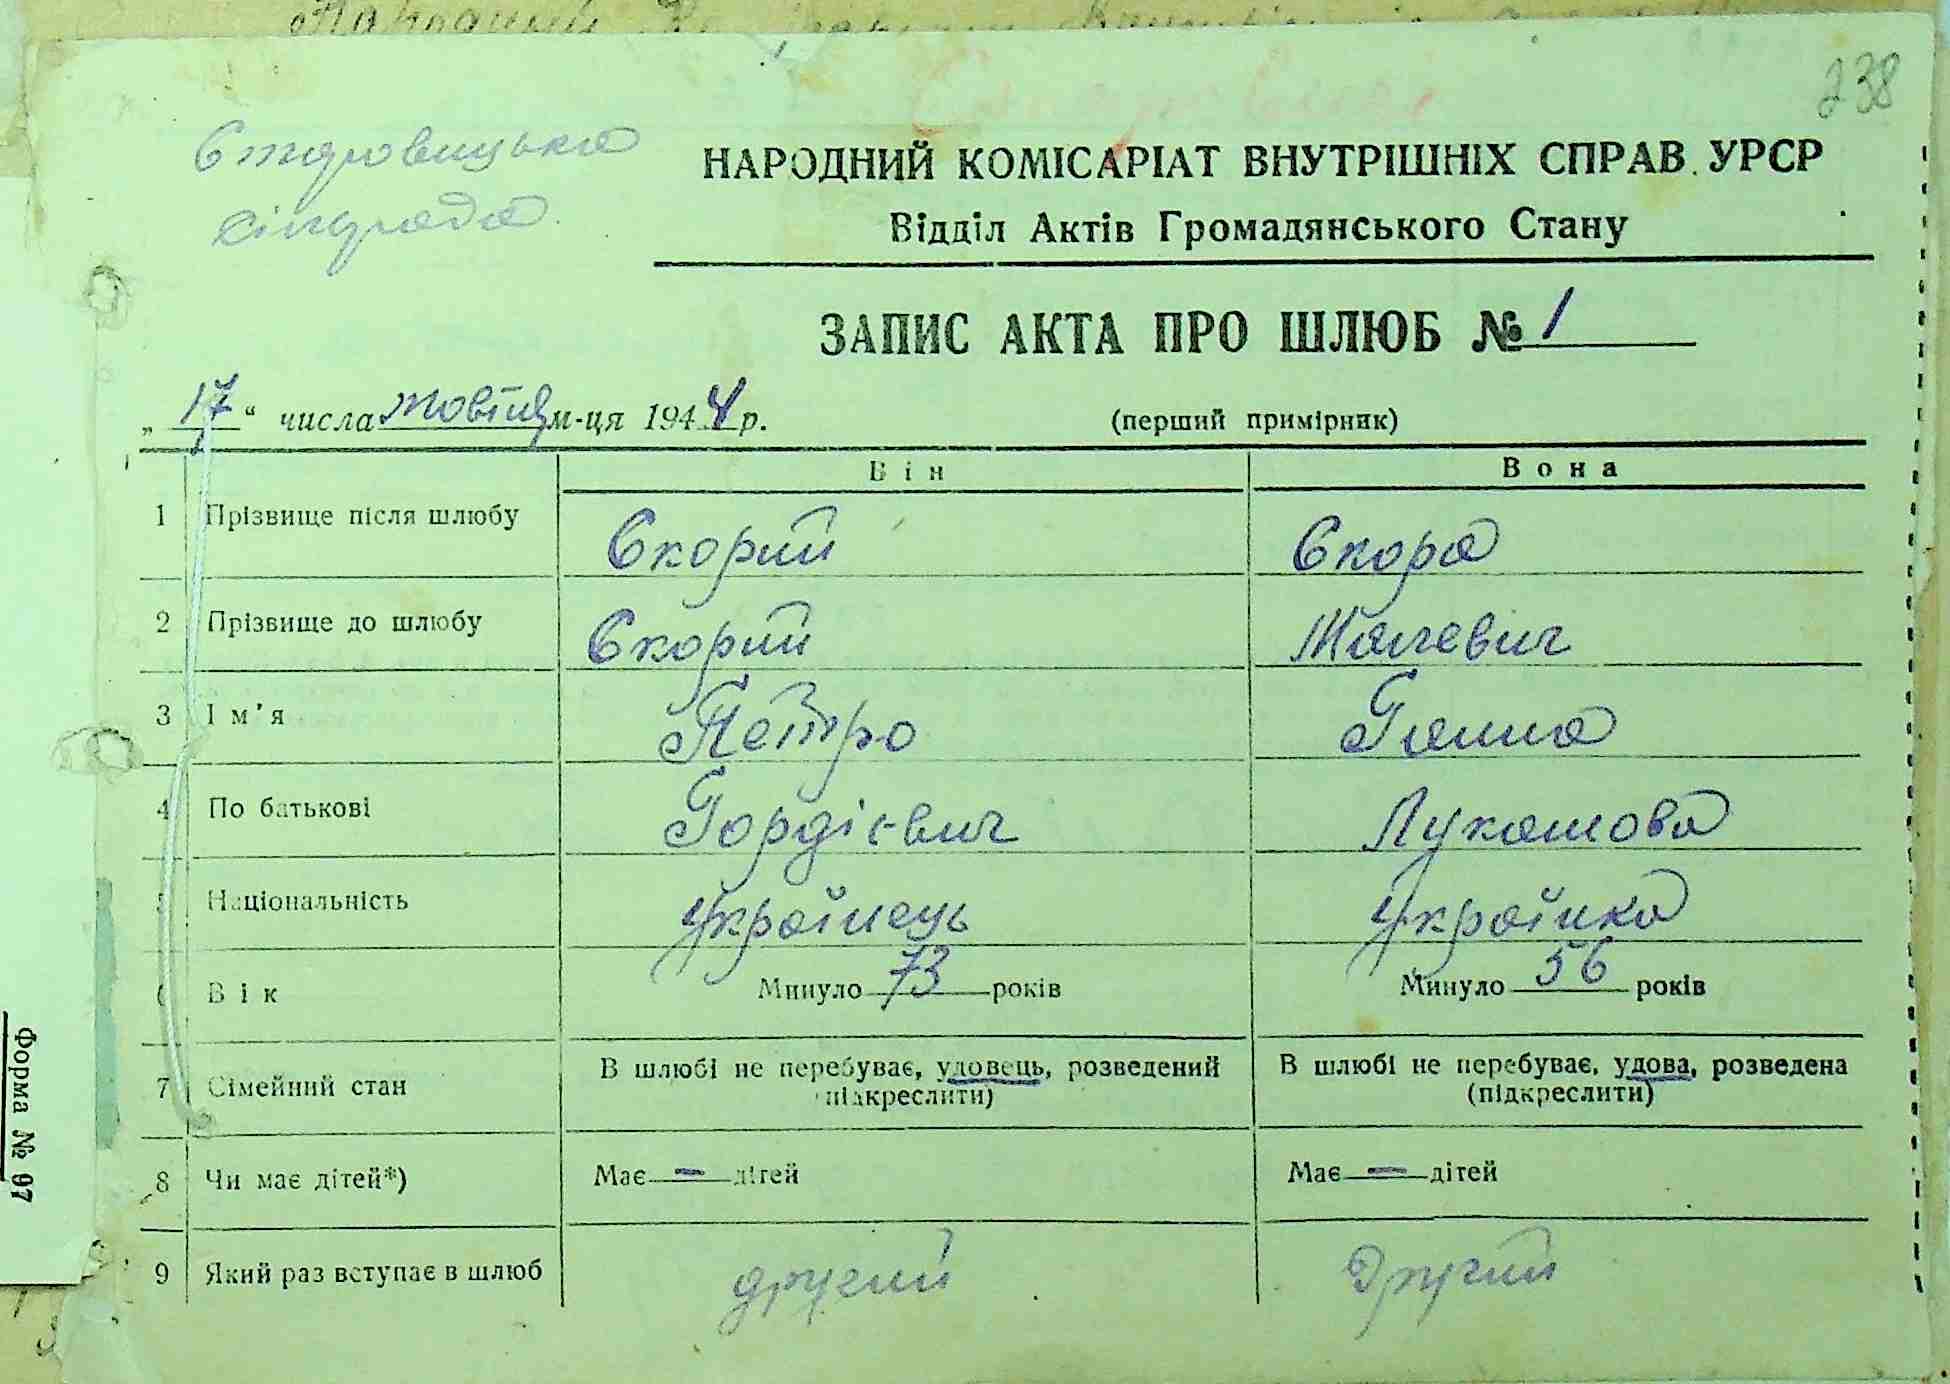 238
сільрада
НАРОДНИЙ КОМІСАРІАТ ВНУТРІШНІХ СПРАВ УРСР
Відділ Актів Громадянського Стану
ЗАПИС АКТА ПРО ШЛЮБ № 1
„17“ числа жовтня м-ця 1944 р. (перший примірник)
Він Вона
1 Прізвище після шлюбу Скорий Скора
2 Прізвище до шлюбу Скорий Малевич
3 Ім'я Петро Ганна
4 По батькові Гордієвич Лукашова
5 Національність українець українка
6 Вік Минуло 73 років Минуло 56 років
7 Сімейний стан В шлюбі не перебуває, удовець, розведений (підкреслити) В шлюбі не перебуває, удова, розведена (підкреслити)
8 Чи має дітей*) Має — дітей Має — дітей
9 Який раз вступає в шлюб другий другий
Форма № 97